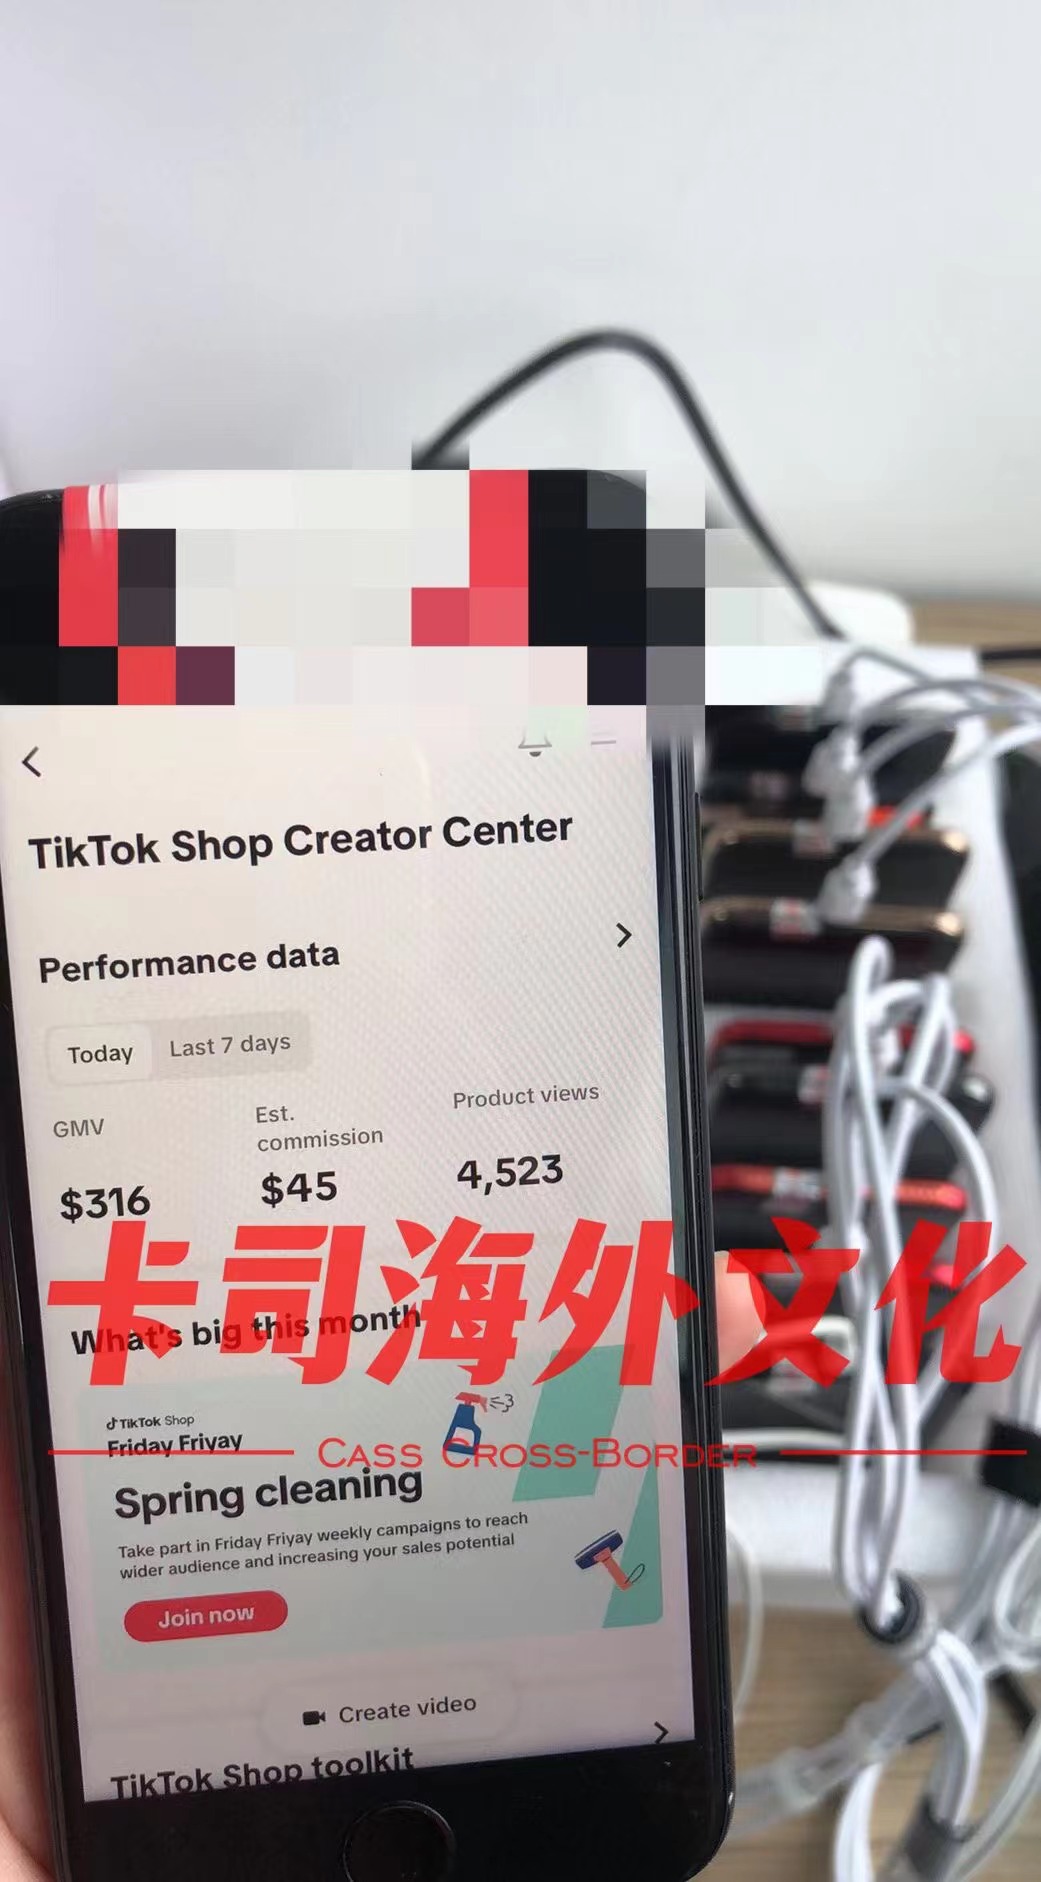 TikTok Shop Creator Center
Performance data
Today Last 7 days
GMV Est. commission Product views
$316 $45 4,523
卡司海外文化
What's big this month
TikTok Shop
Friday Friyay
CASS CROSS-BORDER
Spring cleaning
Take part in Friday Friyay weekly campaigns to reach
wider audience and increasing your sales potential
Join now
Create video
TikTok Shop toolkit